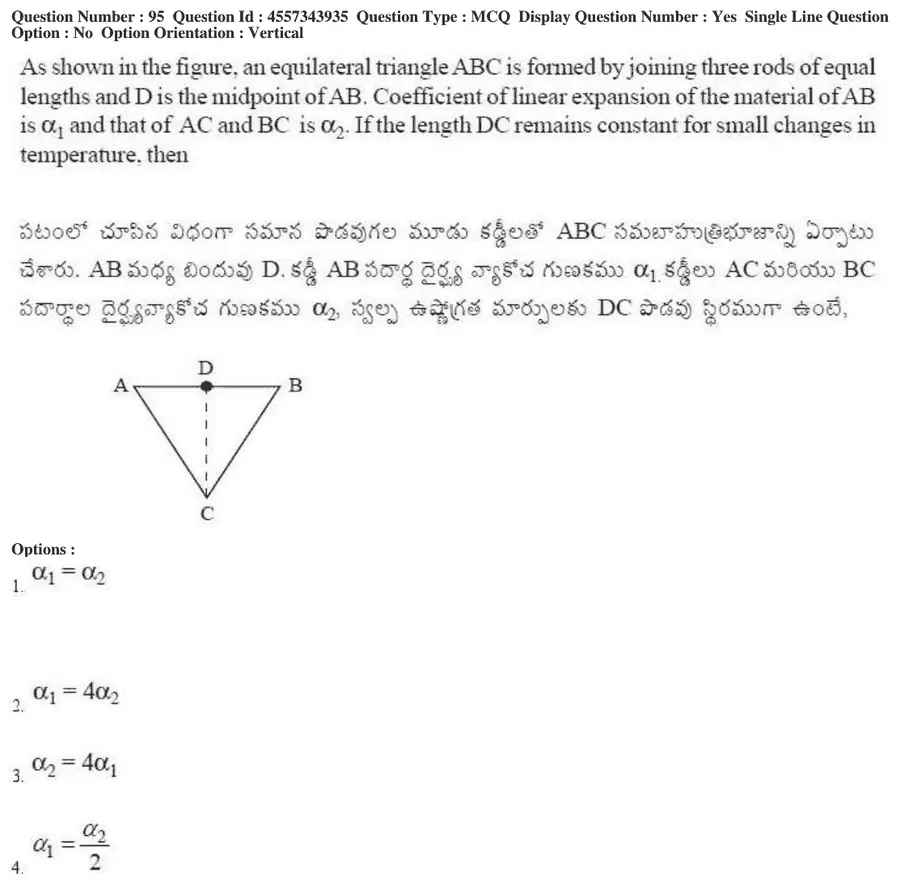 Question Number : 95 Question Id : 4557343935 Question Type : MCQ Display Question Number : Yes Single Line Question
Option : No Option Orientation : Vertical
As shown in the figure, an equilateral triangle ABC is formed by joining three rods of equal
lengths and D is the midpoint of AB. Coefficient of linear expansion of the material of AB
is α₁ and that of AC and BC is α₂. If the length DC remains constant for small changes in
temperature, then
పటంలో చూపిన విధంగా సమాన పొడవుగల మూడు కడ్డీలతో ABC సమబాహుత్రిభూజాన్ని ఏర్పాటు
చేశారు. AB మధ్య బిందువు D. కడ్డీ AB పదార్థ దైర్ఘ్య వ్యాకోచ గుణకము α₁. కడ్డీలు AC మరియు BC
పదార్థాల దైర్ఘ్యవ్యాకోచ గుణకము α₂, స్వల్ప ఉష్ణోగ్రత మార్పులకు DC పొడవు స్థిరముగా ఉంటే,
D
A B
C
Options :
1. α₁ = α₂
2. α₁ = 4α₂
3. α₂ = 4α₁
4. α₁ = α₂/2